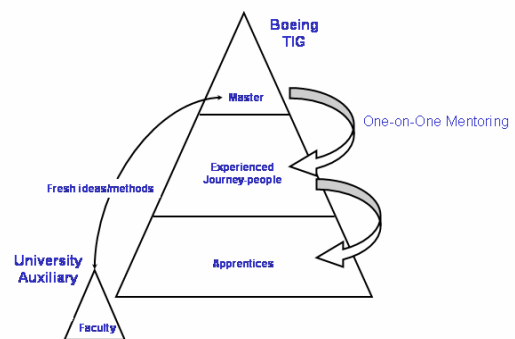 Boeing
TIG
Master
One-on-One Mentoring
Experienced
Journey-people
Fresh ideas/methods
University
Auxiliary
Apprentices
Faculty